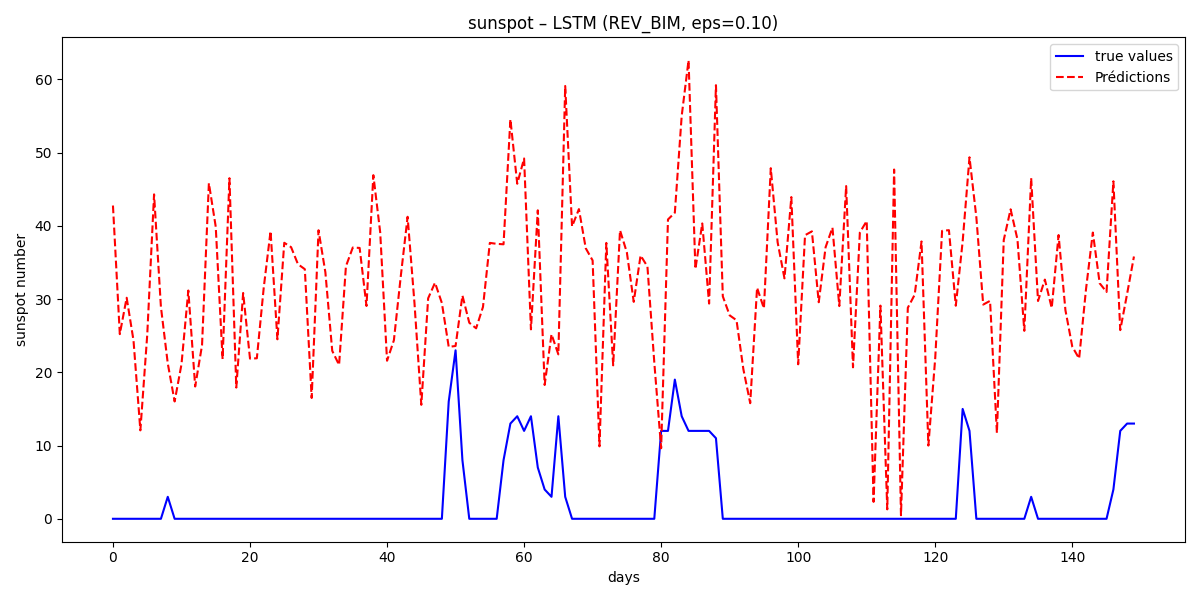 sunspot – LSTM (REV_BIM, eps=0.10)
true values
Prédictions
sunspot number
60
50
40
30
20
10
0
0 20 40 60 80 100 120 140
days